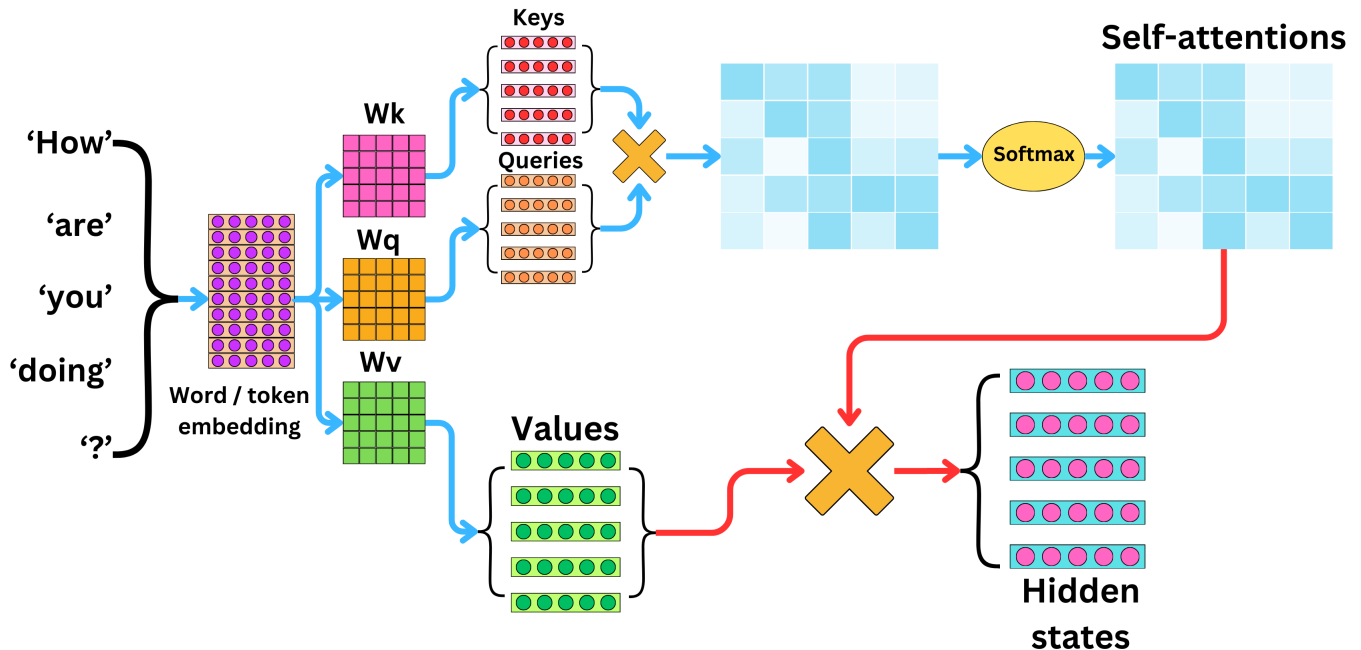 ‘How’
‘are’
‘you’
‘doing’
‘?’
Word / token
embedding
Wk
Wq
Wv
Keys
Queries
Values
Softmax
Self-attentions
Hidden
states